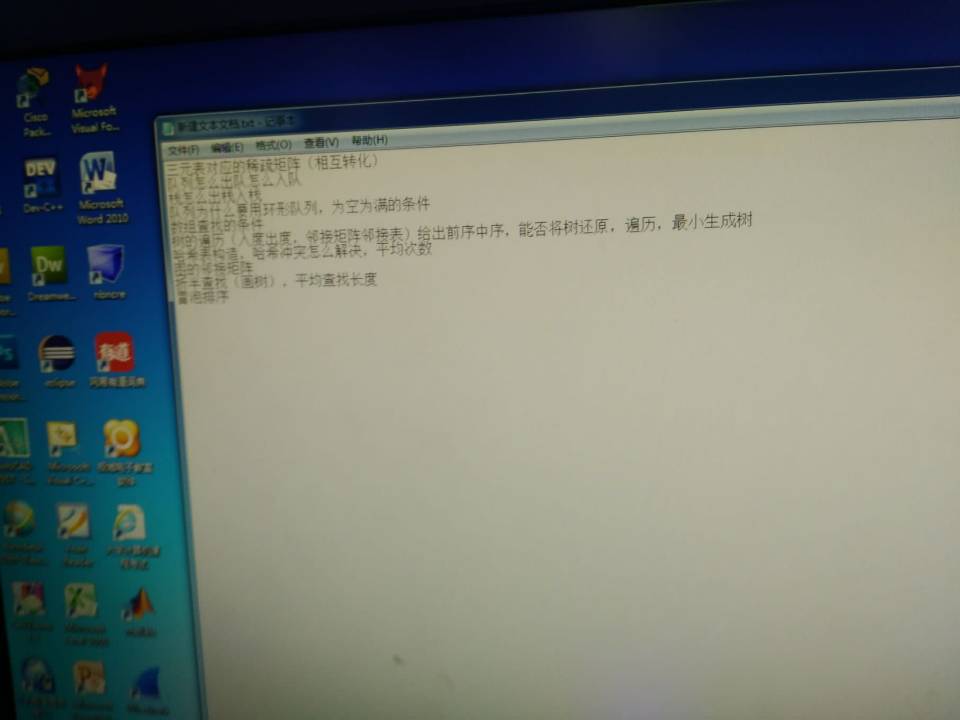 Cisco
Pack...
Microsoft
Visual Fo...
新建文本文档.txt - 记事本
文件(F) 编辑(E) 格式(O) 查看(V) 帮助(H)
三元表对应的稀疏矩阵（相互转化）
队列怎么出队怎么入队
栈怎么出栈入栈
队列为什么要用环形队列，为空为满的条件
数组查找的条件
树的遍历（入度出度，邻接矩阵邻接表）给出前序中序，能否将树还原，遍历，最小生成树
哈希表构造，哈希冲突怎么解决，平均次数
图的邻接矩阵
折半查找（画树），平均查找长度
冒泡排序
DEV
Dev-C++
Microsoft
Word 2010
Dw
Dreamwe...
eclipse
有道
Microsoft